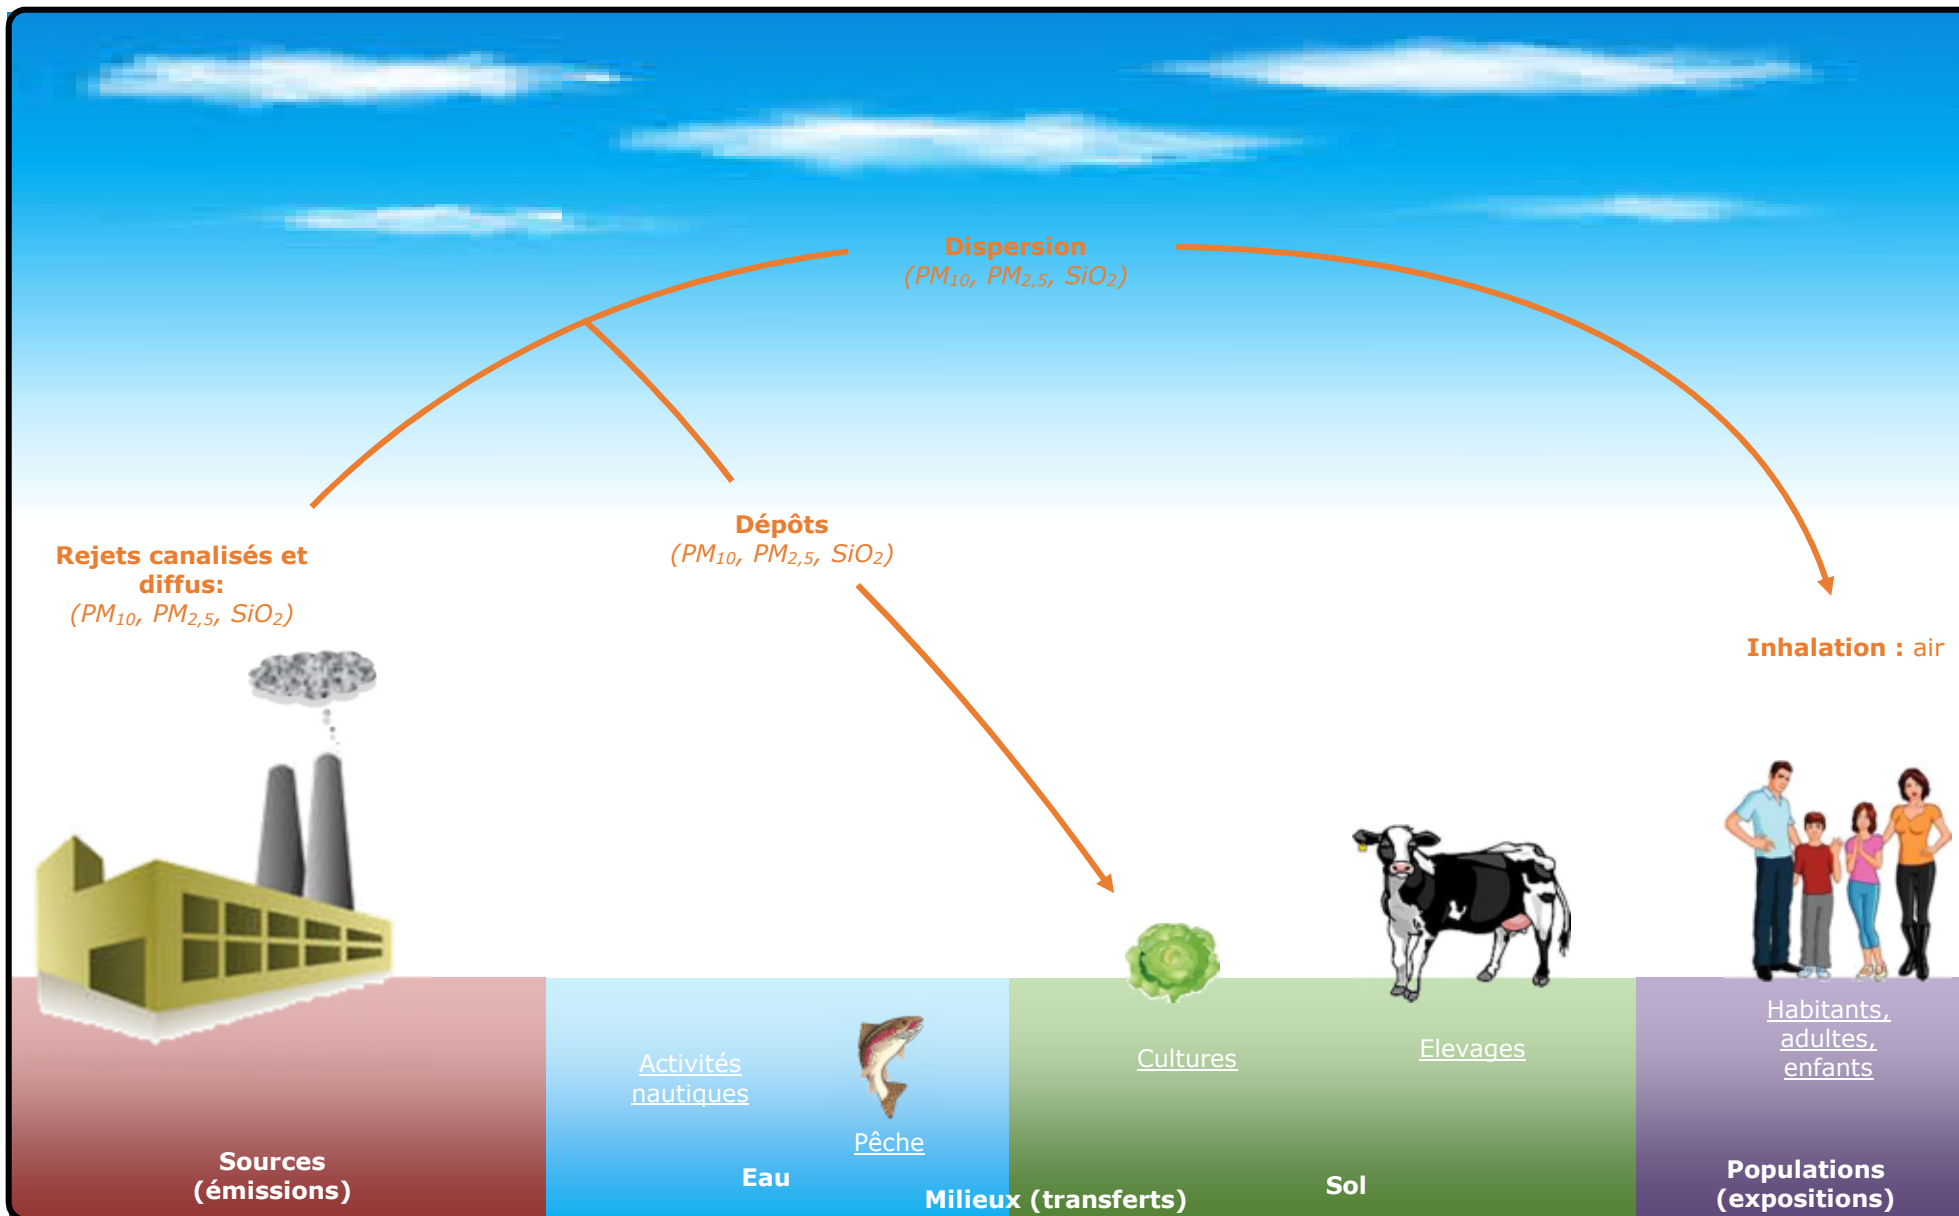 Dispersion
(PM₁₀, PM₂,₅, SiO₂)
Dépôts
(PM₁₀, PM₂,₅, SiO₂)
Rejets canalisés et
diffus:
(PM₁₀, PM₂,₅, SiO₂)
Inhalation : air
Activités
nautiques
Pêche
Cultures
Elevages
Habitants,
adultes,
enfants
Sources
(émissions)
Eau
Milieux (transferts)
Sol
Populations
(expositions)